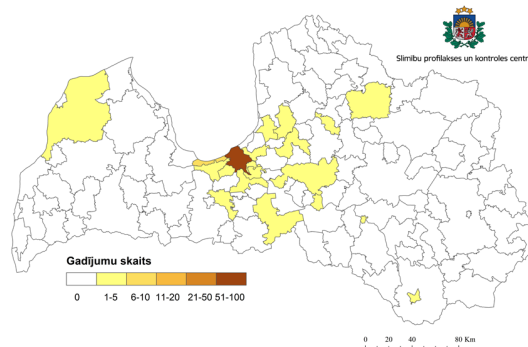 Slimību profilakses un kontroles centr
Gadījumu skaits
0 1-5 6-10 11-20 21-50 51-100
0 20 40 80 Km